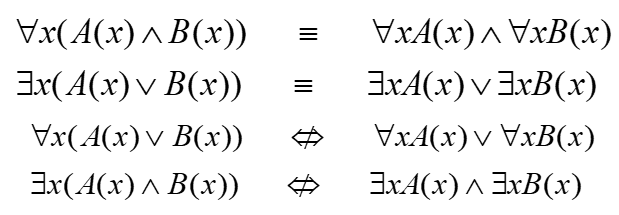 ∀x(A(x) ∧ B(x)) ≡ ∀xA(x) ∧ ∀xB(x)
∃x(A(x) ∨ B(x)) ≡ ∃xA(x) ∨ ∃xB(x)
∀x(A(x) ∨ B(x)) ⇎ ∀xA(x) ∨ ∀xB(x)
∃x(A(x) ∧ B(x)) ⇎ ∃xA(x) ∧ ∃xB(x)